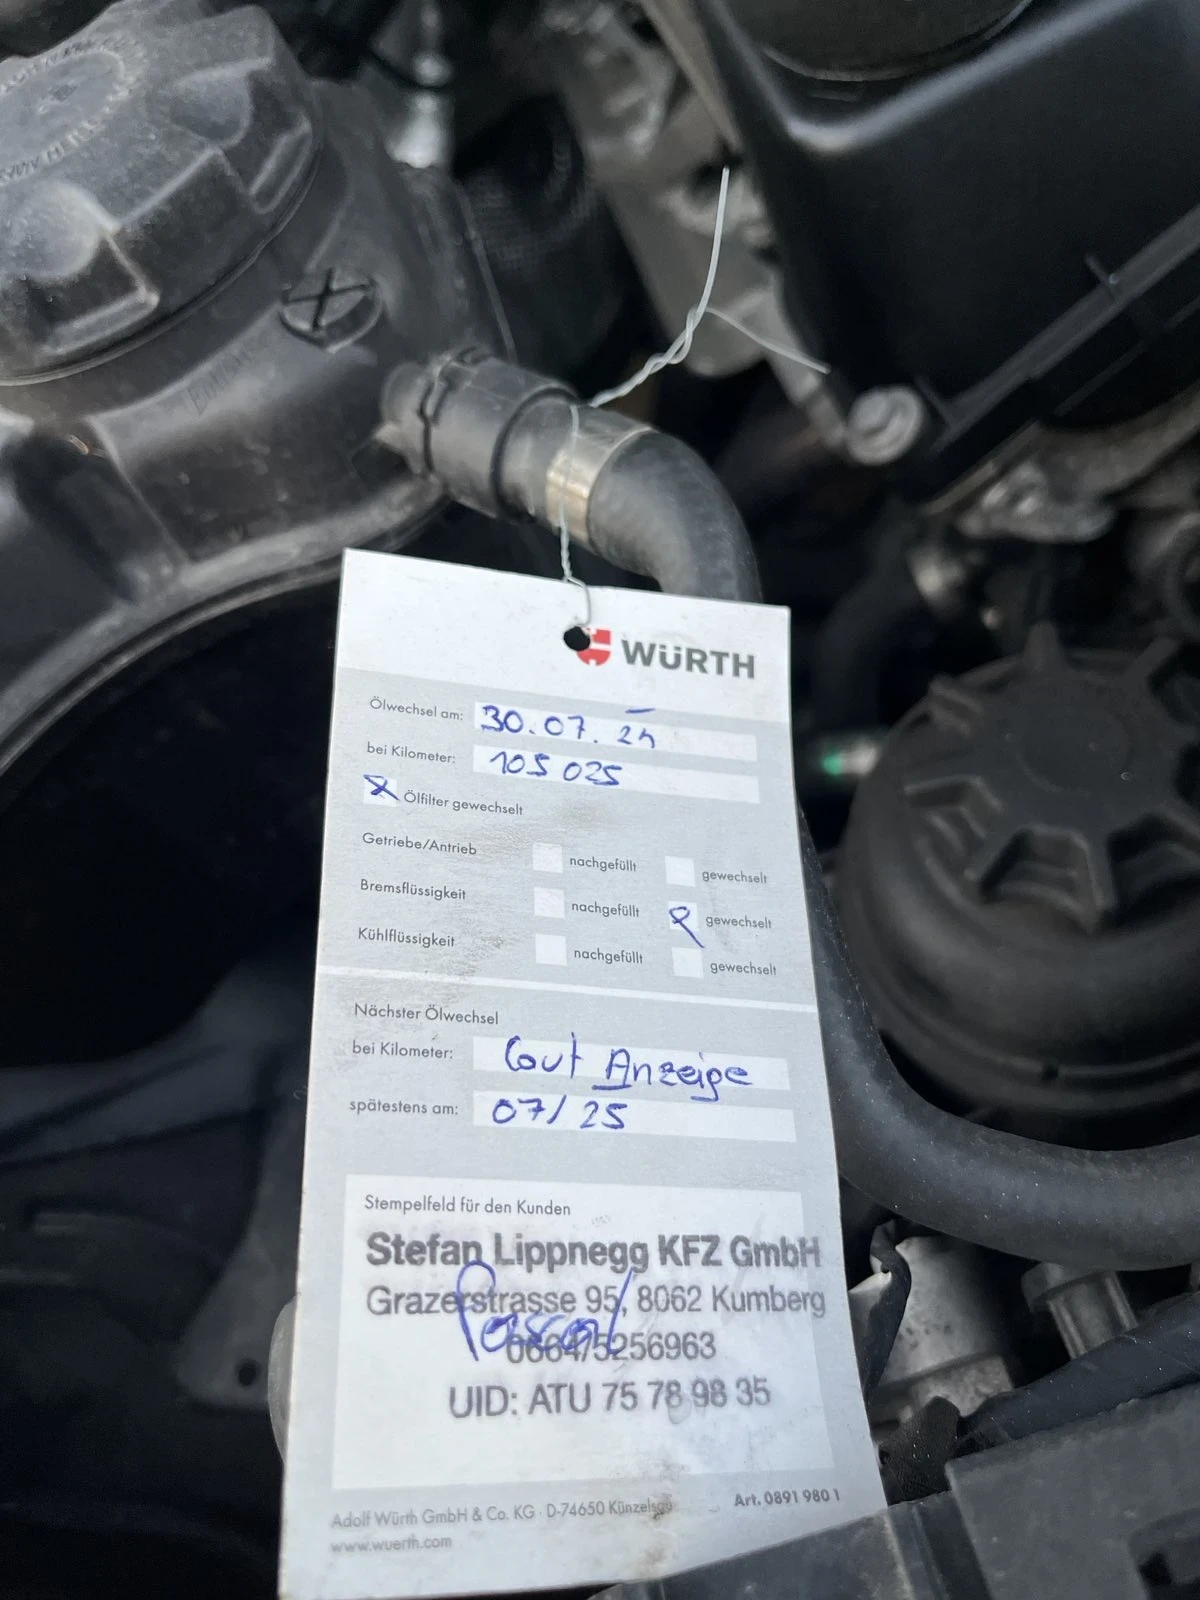 WÜRTH
Ölwechsel am: 30.07.24
bei Kilometer: 105 025
Ölfilter gewechselt
Getriebe/Antrieb nachgefüllt gewechselt
Bremsflüssigkeit nachgefüllt gewechselt
Kühlflüssigkeit nachgefüllt gewechselt
Nächster Ölwechsel
bei Kilometer: Laut Anzeige
spätestens am: 07/25
Stempelfeld für den Kunden
Stefan Lippnegg KFZ GmbH
Grazerstrasse 95, 8062 Kumberg
Pascal
0664/5256963
UID: ATU 75 78 98 35
Adolf Würth GmbH & Co. KG · D-74650 Künzelsau
Art. 0891 980 1
www.wuerth.com